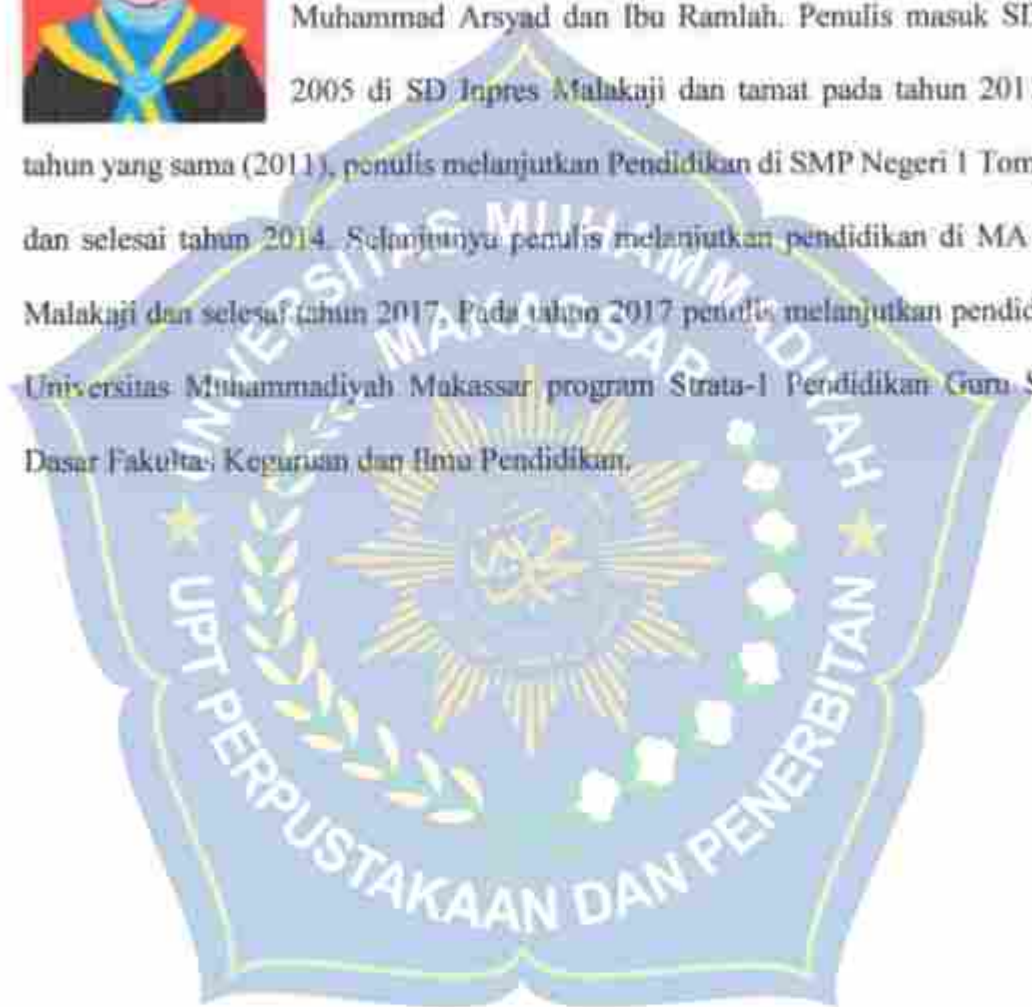 Muhammad Arsyad dan Ibu Ramlah. Penulis masuk
2005 di SD Inpres Malakaji dan tamat pada tahun
tahun yang sama (2011), penulis melanjutkan Pendidikan di SMP Negeri 1
dan selesai tahun 2014. Selanjutnya penulis melanjutkan pendidikan di MA
Malakaji dan selesai tahun 2017. Pada tahun 2017 penulis melanjutkan
Universitas Muhammadiyah Makassar program Strata-1 Pendidikan Guru
Dasar Fakultas Keguruan dan Ilmu Pendidikan.
UNIVERSITAS MUHAMMADIYAH
MAKASSAR
UPT PERPUSTAKAAN DAN PENERBITAN